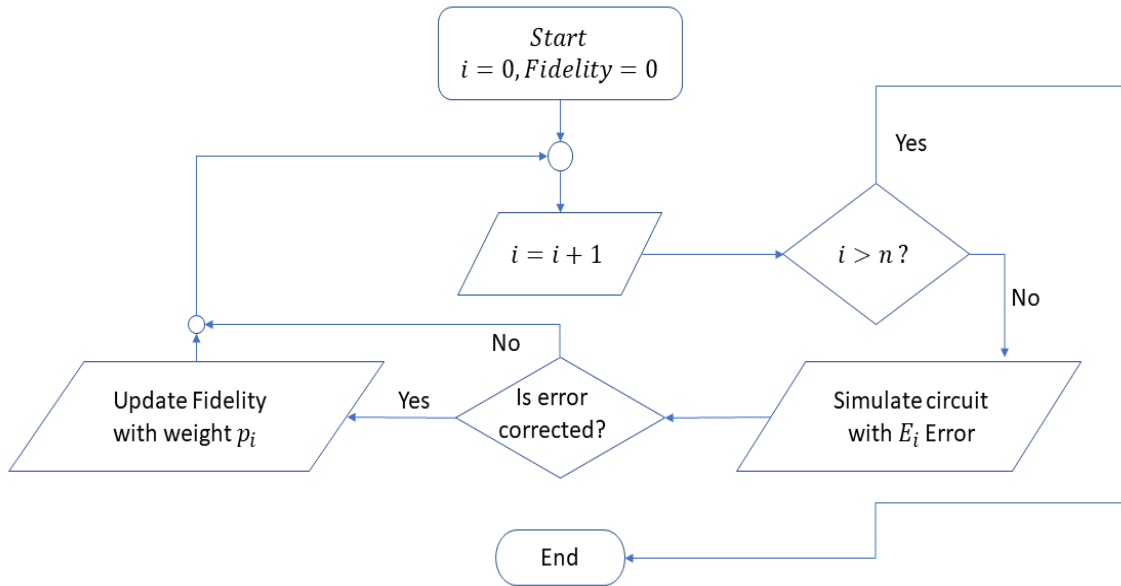 Start
i = 0, Fidelity = 0
Yes
i = i + 1
i > n ?
No
No
Update Fidelity
with weight pᵢ
Yes
Is error
corrected?
Simulate circuit
with Eᵢ Error
End